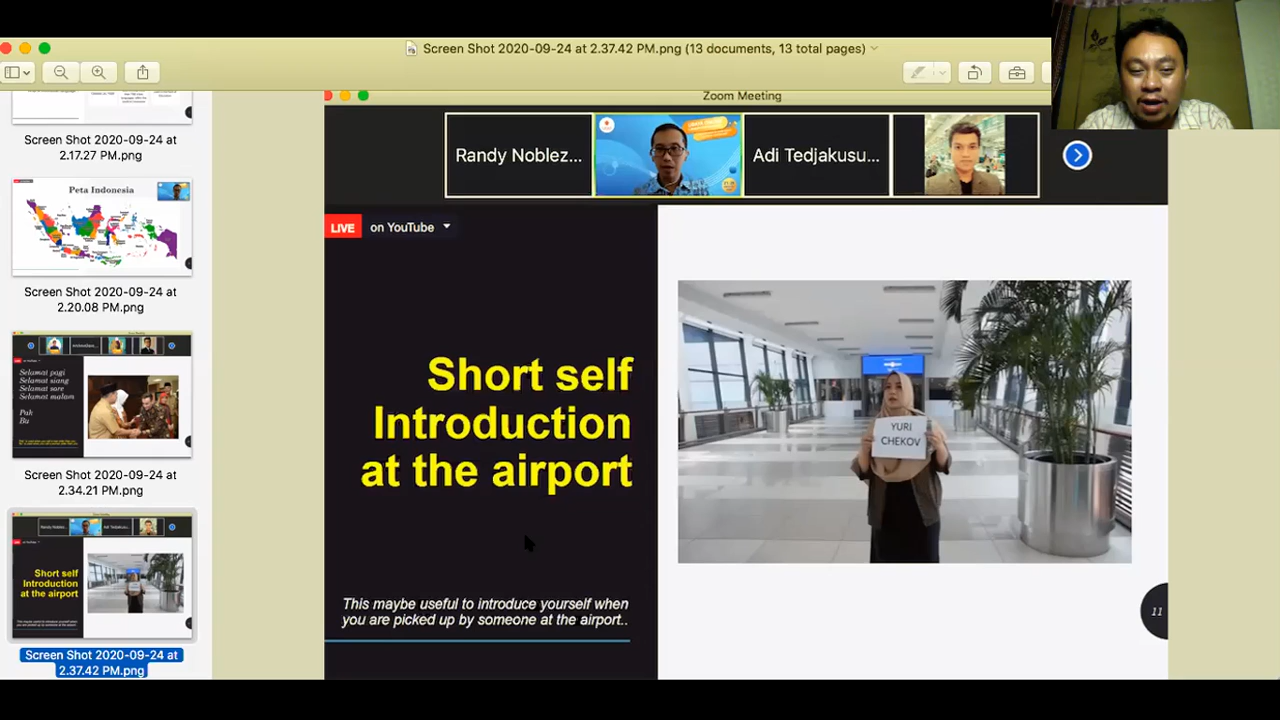 Screen Shot 2020-09-24 at 2.37.42 PM.png (13 documents, 13 total pages)
Screen Shot 2020-09-24 at
2.17.27 PM.png
Peta Indonesia
Screen Shot 2020-09-24 at
2.20.08 PM.png
Selamat pagi
Selamat siang
Selamat sore
Selamat malam
Pak
Bu
Screen Shot 2020-09-24 at
2.34.21 PM.png
Short self
Introduction
at the airport
Screen Shot 2020-09-24 at
2.37.42 PM.png
Zoom Meeting
Randy Noblez...
Adi Tedjakusu...
LIVE on YouTube
Short self
Introduction
at the airport
This maybe useful to introduce yourself when
you are picked up by someone at the airport..
YURI
CHEKOV
11